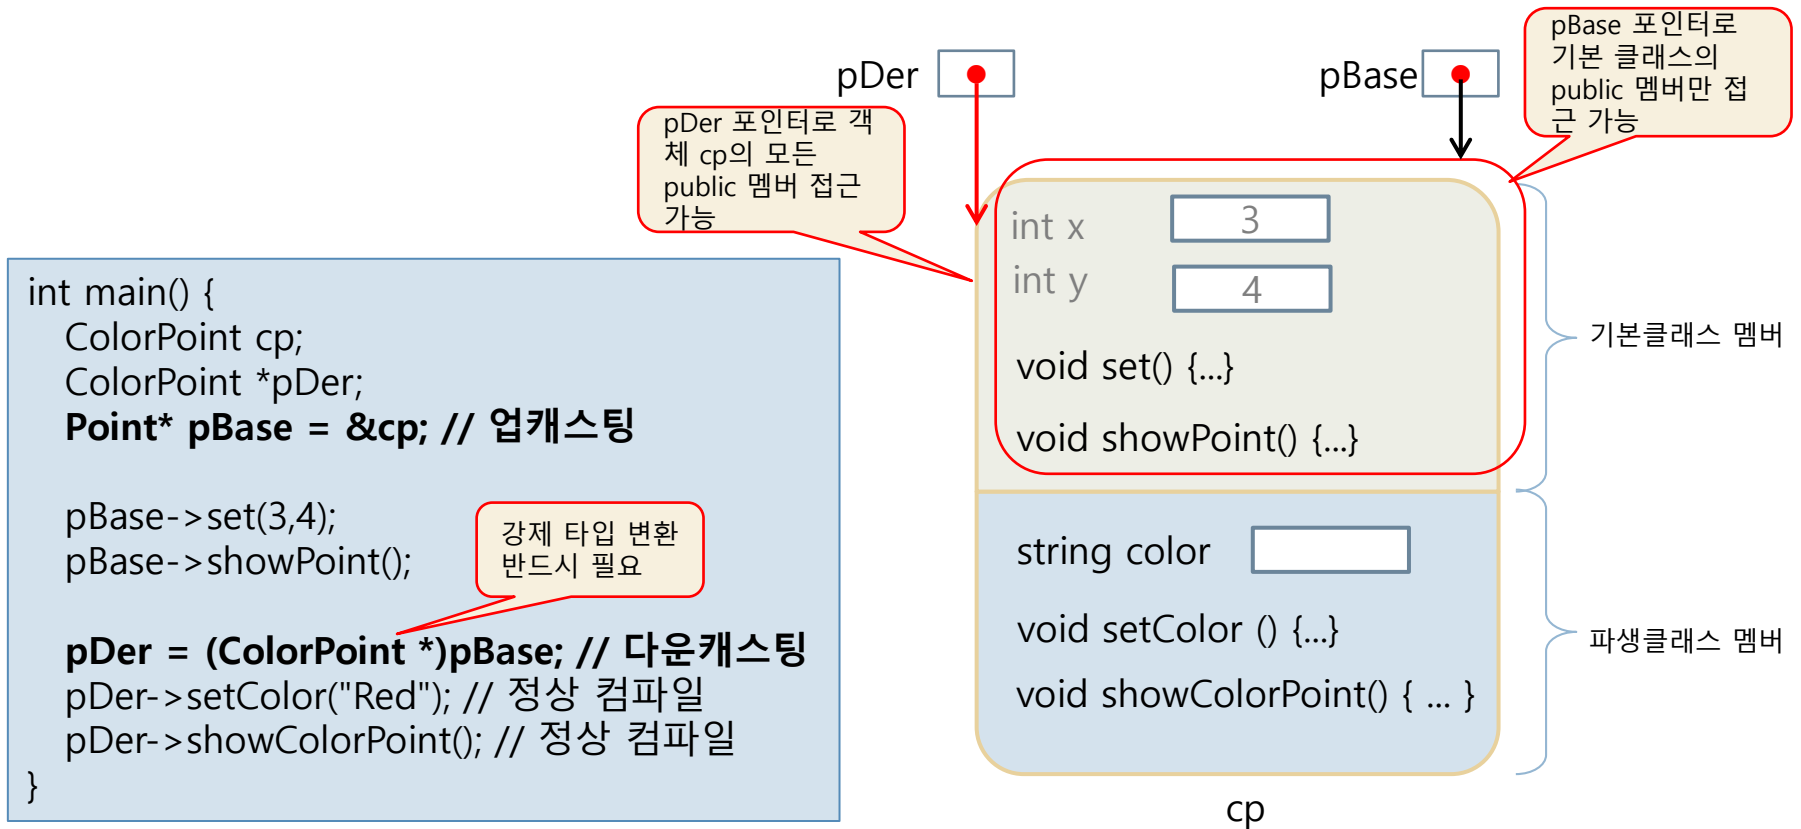 pDer
pBase
pBase 포인터로
기본 클래스의
public 멤버만 접
근 가능
pDer 포인터로 객
체 cp의 모든
public 멤버 접근
가능
int main() {
ColorPoint cp;
ColorPoint *pDer;
Point* pBase = &cp; // 업캐스팅
pBase->set(3,4);
pBase->showPoint();
강제 타입 변환
반드시 필요
pDer = (ColorPoint *)pBase; // 다운캐스팅
pDer->setColor("Red"); // 정상 컴파일
pDer->showColorPoint(); // 정상 컴파일
}
int x 3
int y 4
void set() {...}
void showPoint() {...}
기본클래스 멤버
string color
void setColor () {...}
void showColorPoint() { ... }
파생클래스 멤버
cp